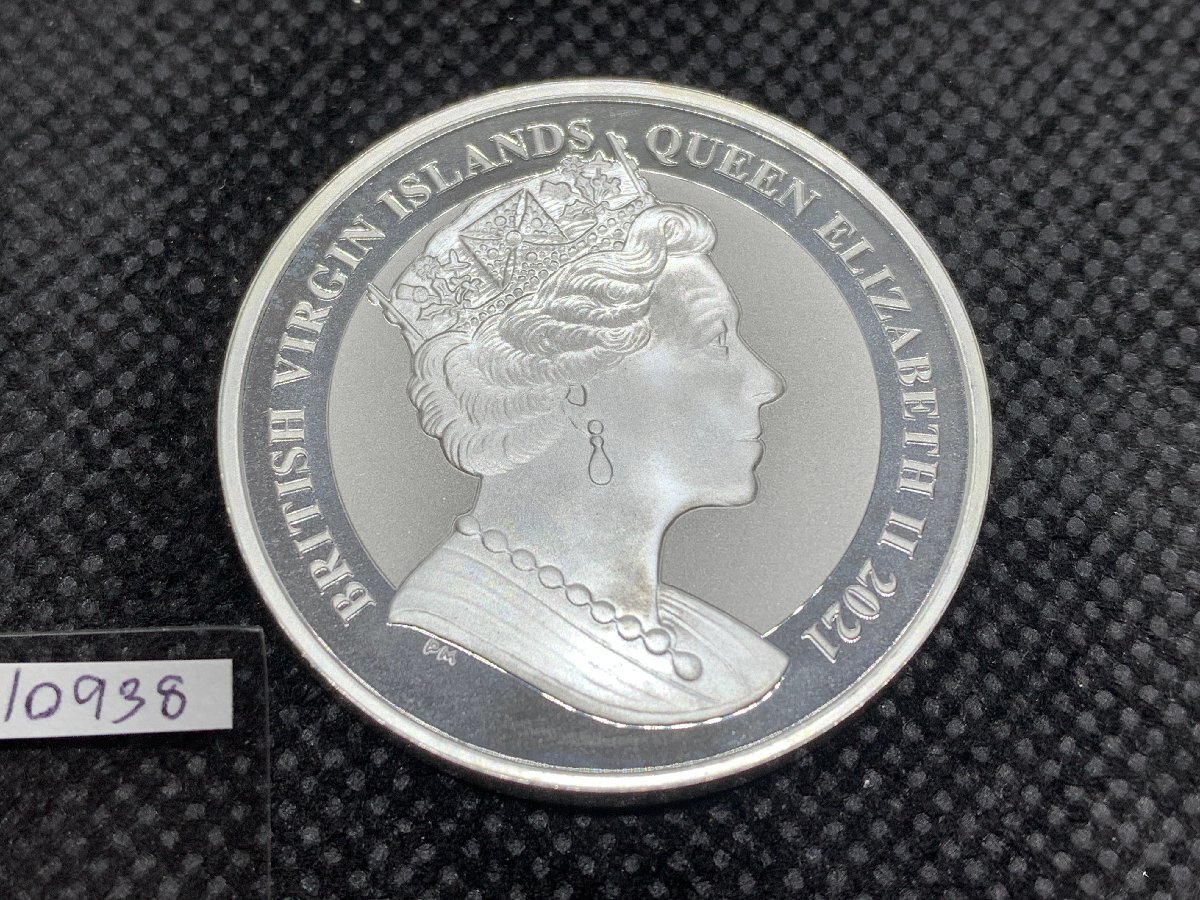 BRITISH VIRGIN ISLANDS • QUEEN ELIZABETH II 2021
PM
10938